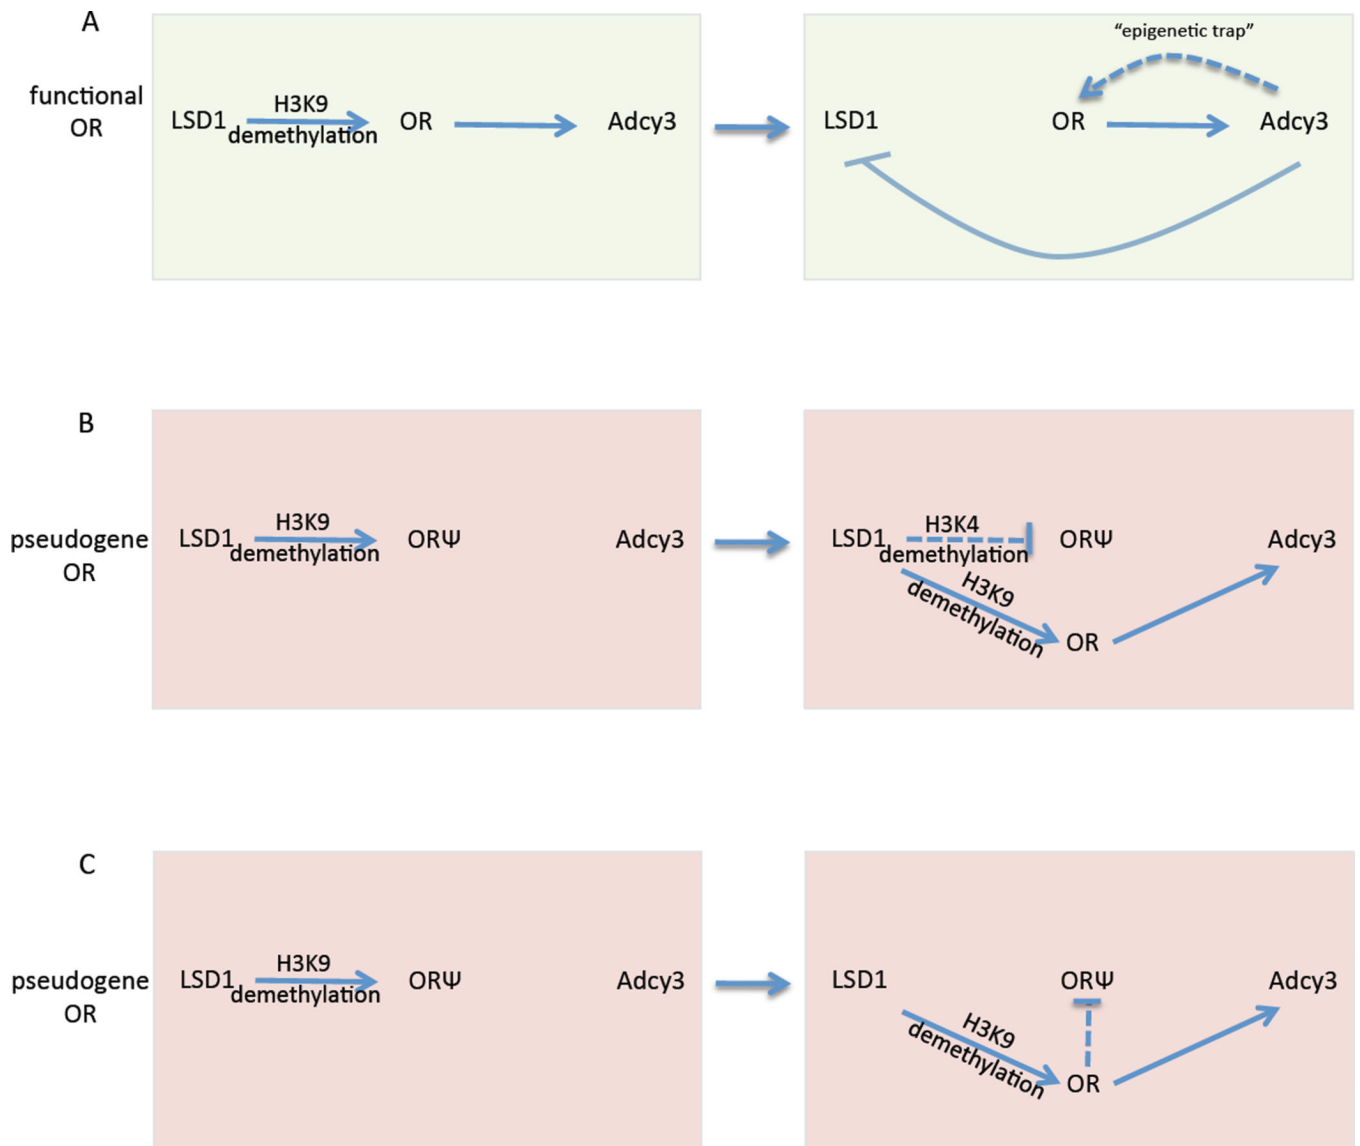 A
functional
OR
LSD1 H3K9 OR Adcy3
demethylation
“epigenetic trap”
LSD1 OR Adcy3
B
pseudogene
OR
LSD1 H3K9 ORΨ Adcy3
demethylation
LSD1 H3K4 ORΨ Adcy3
demethylation
H3K9
demethylation
OR
C
pseudogene
OR
LSD1 H3K9 ORΨ Adcy3
demethylation
LSD1 ORΨ Adcy3
H3K9
demethylation
OR